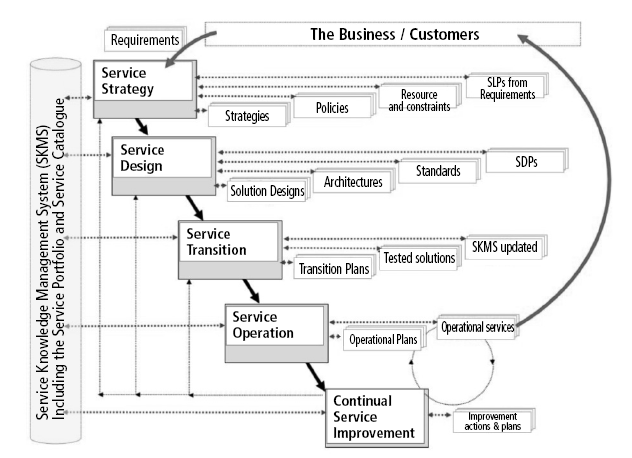 Requirements
The Business / Customers
Service Knowledge Management System (SKMS)
Including the Service Portfolio and Service Catalogue
Service
Strategy
SLPs from
Requirements
Resource
and constraints
Policies
Strategies
Service
Design
SDPs
Standards
Architectures
Solution Designs
Service
Transition
SKMS updated
Tested solutions
Transition Plans
Service
Operation
Operational services
Operational Plans
Continual
Service
Improvement
Improvement
actions & plans